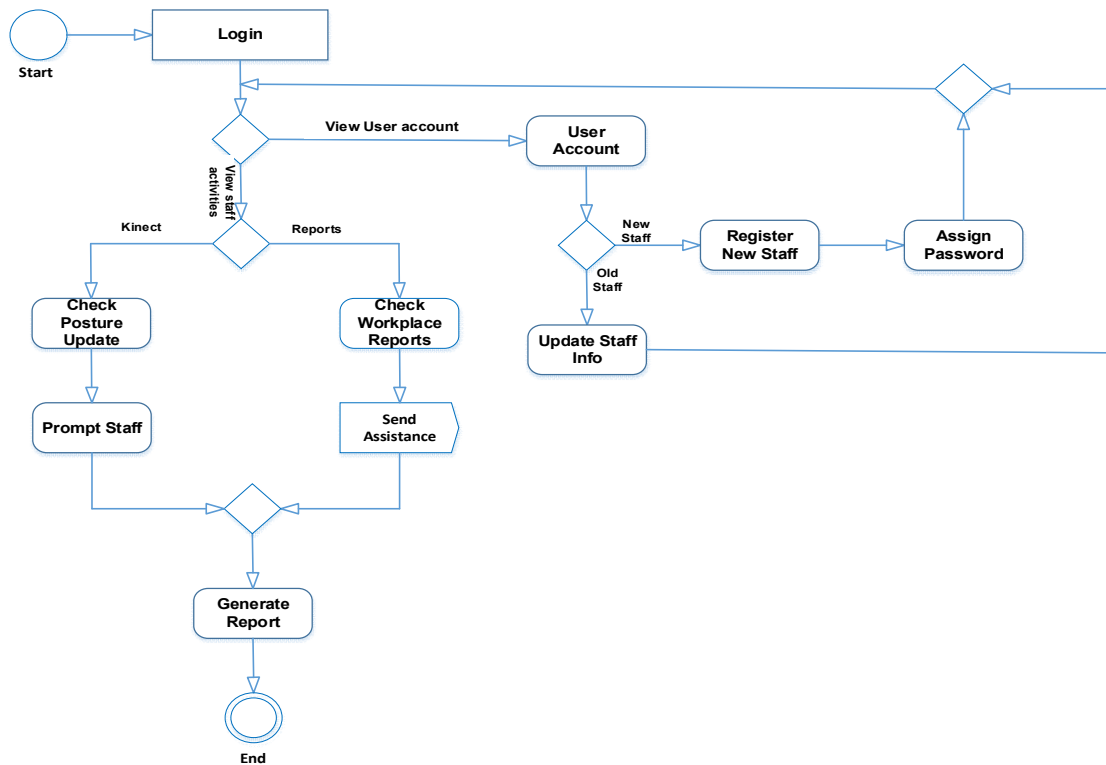 Login
Start
View User account
User
Account
View staff
activities
Kinect
Reports
New
Staff
Register
New Staff
Assign
Password
Old
Staff
Check
Posture
Update
Check
Workplace
Reports
Update Staff
Info
Prompt Staff
Send
Assistance
Generate
Report
End